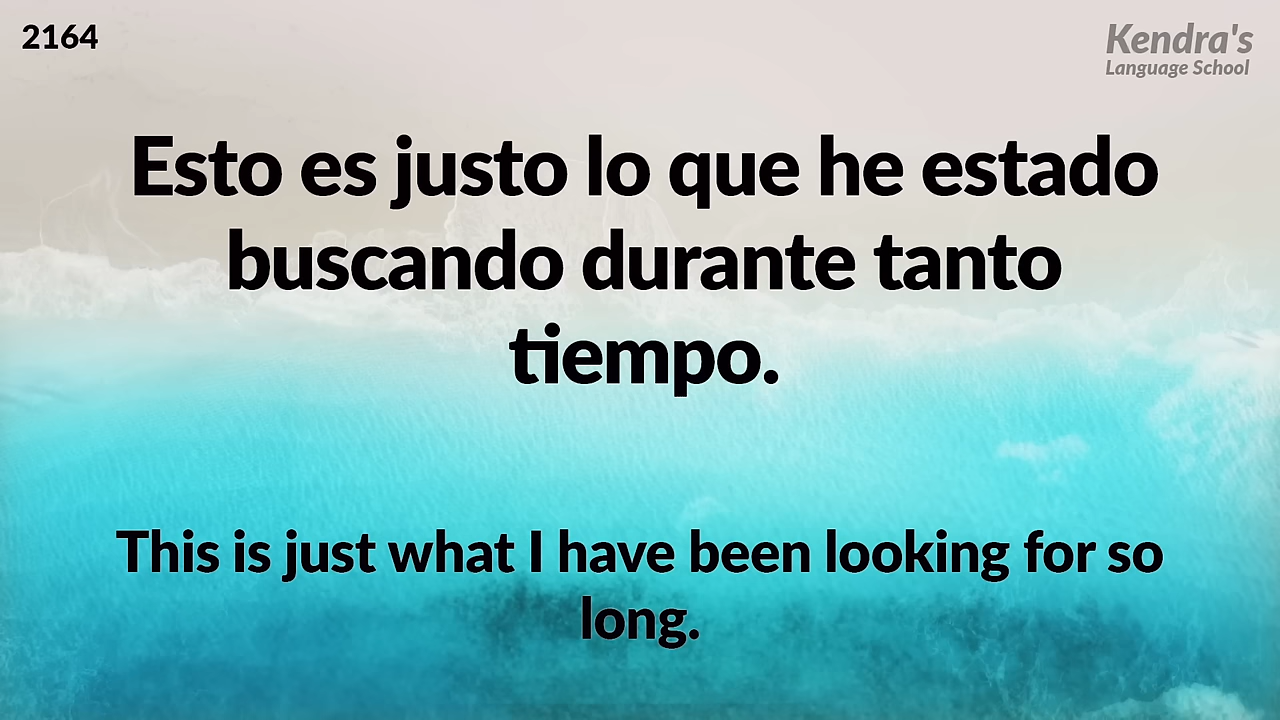 2164
Kendra's
Language School
Esto es justo lo que he estado
buscando durante tanto
tiempo.
This is just what I have been looking for so
long.